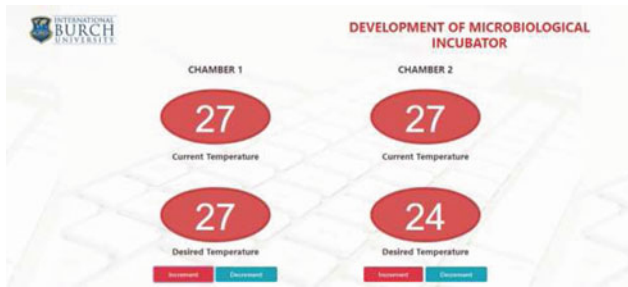 INTERNATIONAL
BURCH
UNIVERSITY
DEVELOPMENT OF MICROBIOLOGICAL
INCUBATOR
CHAMBER 1
CHAMBER 2
27
27
Current Temperature
Current Temperature
27
24
Desired Temperature
Desired Temperature
Increment
Decrement
Increment
Decrement